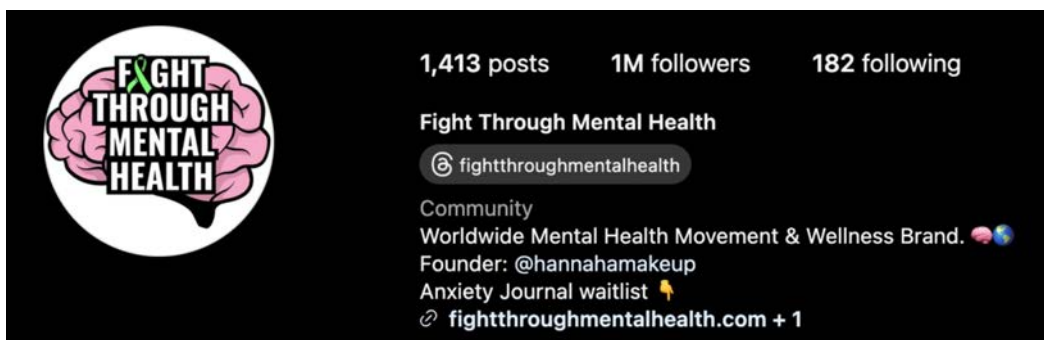 FIGHT
THROUGH
MENTAL
HEALTH
1,413 posts 1M followers 182 following
Fight Through Mental Health
fightthroughmentalhealth
Community
Worldwide Mental Health Movement & Wellness Brand. 🧠🌎
Founder: @hannahamakeup
Anxiety Journal waitlist 👇
fightthroughmentalhealth.com + 1